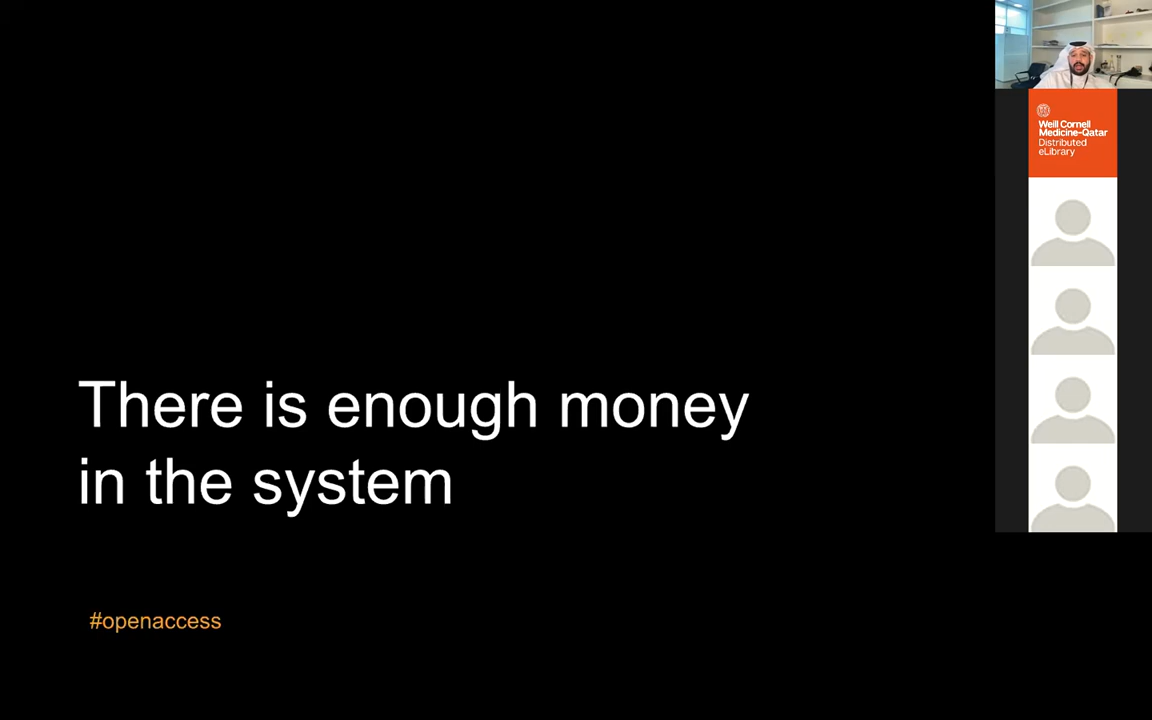 There is enough money
in the system
#openaccess
Weill Cornell
Medicine-Qatar
Distributed
eLibrary